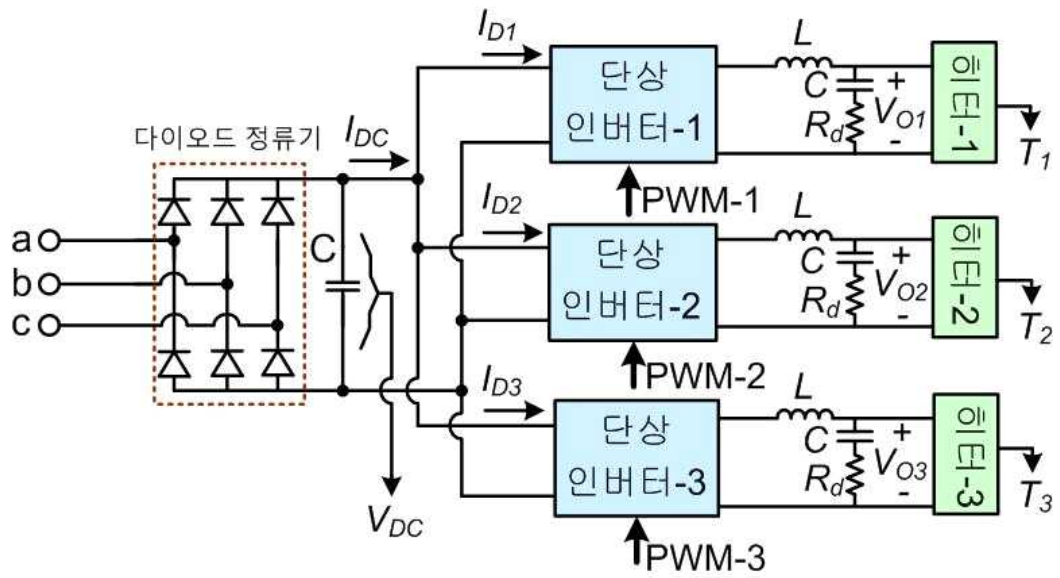 I_D1
L
단상
인버터-1
C
R_d
+
V_O1
-
히터-1
T_1
PWM-1
다이오드 정류기
I_DC
a
b
c
C
V_DC
I_D2
L
단상
인버터-2
C
R_d
+
V_O2
-
히터-2
T_2
PWM-2
I_D3
L
단상
인버터-3
C
R_d
+
V_O3
-
히터-3
T_3
PWM-3